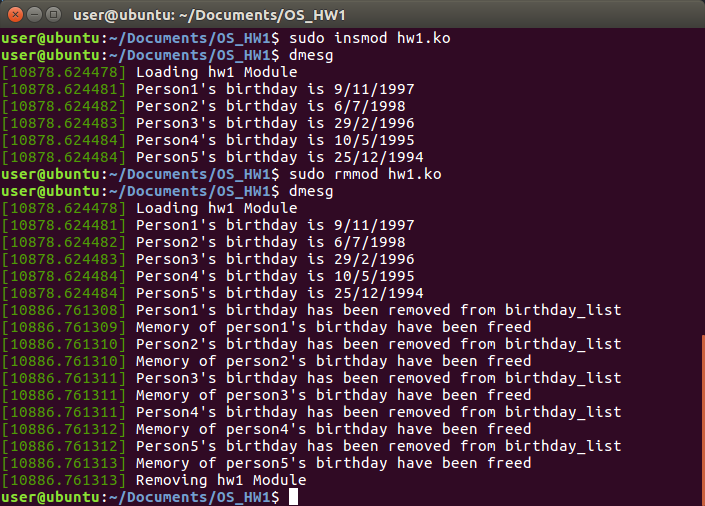 user@ubuntu: ~/Documents/OS_HW1
user@ubuntu:~/Documents/OS_HW1$ sudo insmod hw1.ko
user@ubuntu:~/Documents/OS_HW1$ dmesg
[10878.624478] Loading hw1 Module
[10878.624481] Person1's birthday is 9/11/1997
[10878.624482] Person2's birthday is 6/7/1998
[10878.624483] Person3's birthday is 29/2/1996
[10878.624484] Person4's birthday is 10/5/1995
[10878.624484] Person5's birthday is 25/12/1994
user@ubuntu:~/Documents/OS_HW1$ sudo rmmod hw1.ko
user@ubuntu:~/Documents/OS_HW1$ dmesg
[10878.624478] Loading hw1 Module
[10878.624481] Person1's birthday is 9/11/1997
[10878.624482] Person2's birthday is 6/7/1998
[10878.624483] Person3's birthday is 29/2/1996
[10878.624484] Person4's birthday is 10/5/1995
[10878.624484] Person5's birthday is 25/12/1994
[10886.761308] Person1's birthday has been removed from birthday_list
[10886.761309] Memory of person1's birthday have been freed
[10886.761310] Person2's birthday has been removed from birthday_list
[10886.761310] Memory of person2's birthday have been freed
[10886.761311] Person3's birthday has been removed from birthday_list
[10886.761311] Memory of person3's birthday have been freed
[10886.761311] Person4's birthday has been removed from birthday_list
[10886.761312] Memory of person4's birthday have been freed
[10886.761312] Person5's birthday has been removed from birthday_list
[10886.761313] Memory of person5's birthday have been freed
[10886.761313] Removing hw1 Module
user@ubuntu:~/Documents/OS_HW1$